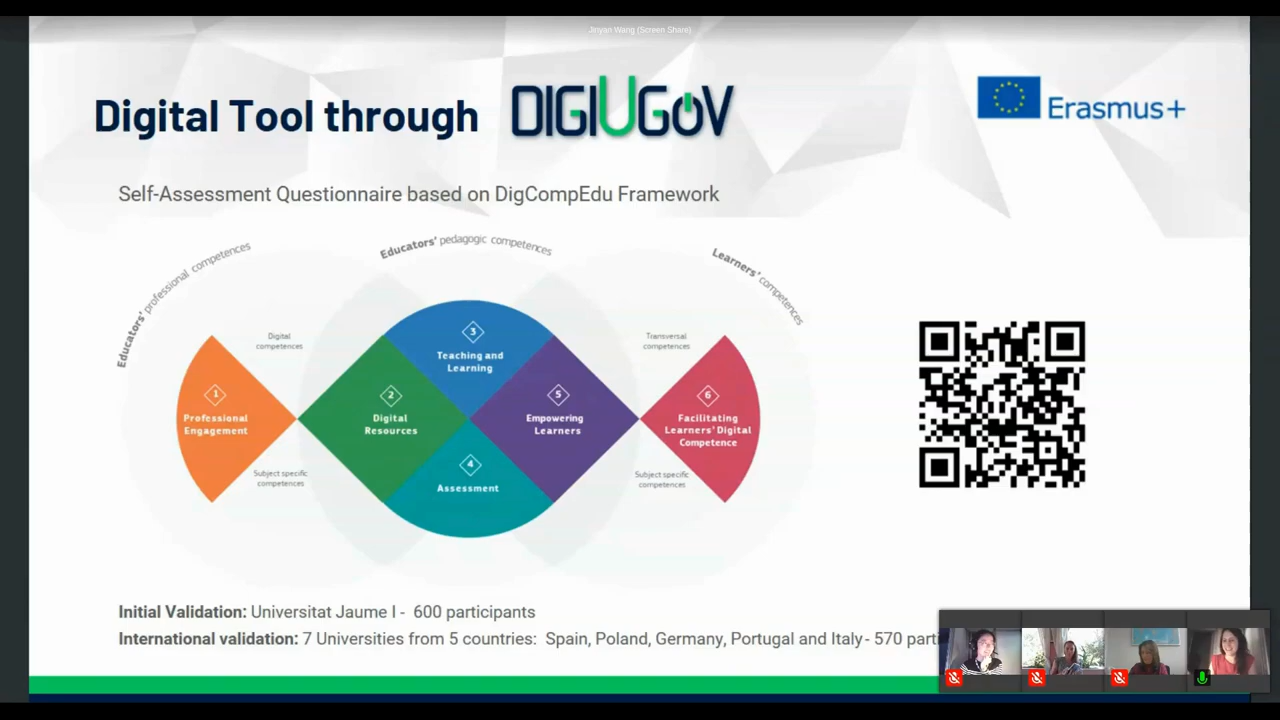 Jinyan Wang (Screen Share)
Digital Tool through
DIGIUGOV
Erasmus+
Self-Assessment Questionnaire based on DigCompEdu Framework
Educators' professional competences
Educators' pedagogic competences
Learners' competences
Digital
competences
Transversal
competences
3
Teaching and
Learning
1
Professional
Engagement
2
Digital
Resources
5
Empowering
Learners
6
Facilitating
Learners' Digital
Competence
4
Assessment
Subject specific
competences
Subject specific
competences
Initial Validation: Universitat Jaume I - 600 participants
International validation: 7 Universities from 5 countries: Spain, Poland, Germany, Portugal and Italy - 570